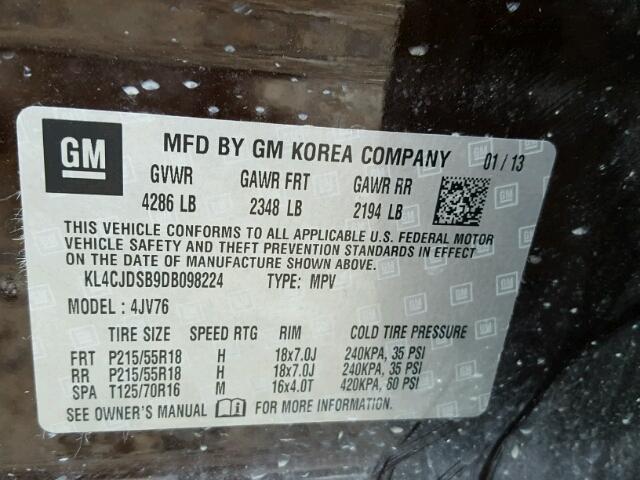 GM
MFD BY GM KOREA COMPANY 01/13
GVWR GAWR FRT GAWR RR
4286 LB 2348 LB 2194 LB
THIS VEHICLE CONFORMS TO ALL APPLICABLE U.S. FEDERAL MOTOR
VEHICLE SAFETY AND THEFT PREVENTION STANDARDS IN EFFECT
ON THE DATE OF MANUFACTURE SHOWN ABOVE.
KL4CJDSB9DB098224 TYPE: MPV
MODEL : 4JV76
TIRE SIZE SPEED RTG RIM COLD TIRE PRESSURE
FRT P215/55R18 H 18x7.0J 240KPA, 35 PSI
RR P215/55R18 H 18x7.0J 240KPA, 35 PSI
SPA T125/70R16 M 16x4.0T 420KPA, 60 PSI
SEE OWNER'S MANUAL FOR MORE INFORMATION.